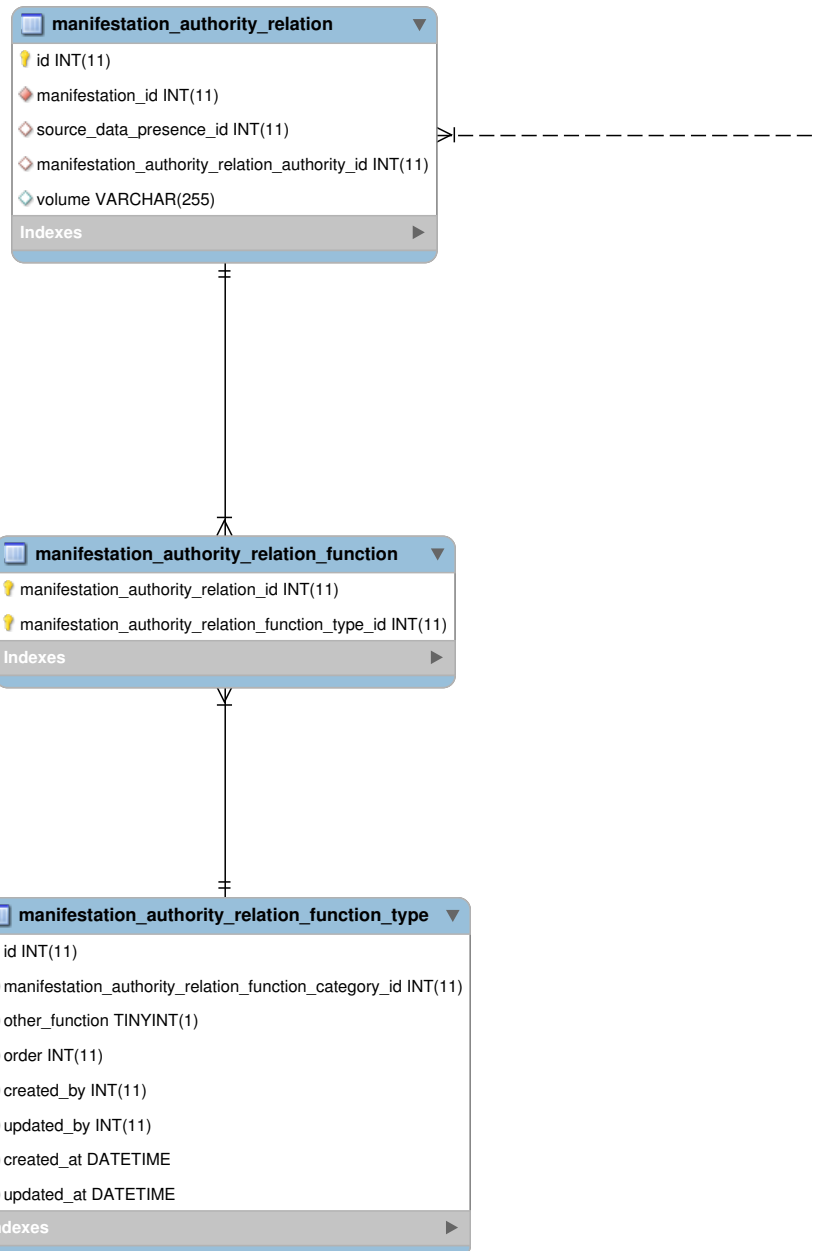 manifestation_authority_relation
id INT(11)
manifestation_id INT(11)
source_data_presence_id INT(11)
manifestation_authority_relation_authority_id INT(11)
volume VARCHAR(255)
Indexes
manifestation_authority_relation_function
manifestation_authority_relation_id INT(11)
manifestation_authority_relation_function_type_id INT(11)
Indexes
manifestation_authority_relation_function_type
id INT(11)
manifestation_authority_relation_function_category_id INT(11)
other_function TINYINT(1)
order INT(11)
created_by INT(11)
updated_by INT(11)
created_at DATETIME
updated_at DATETIME
ndexes